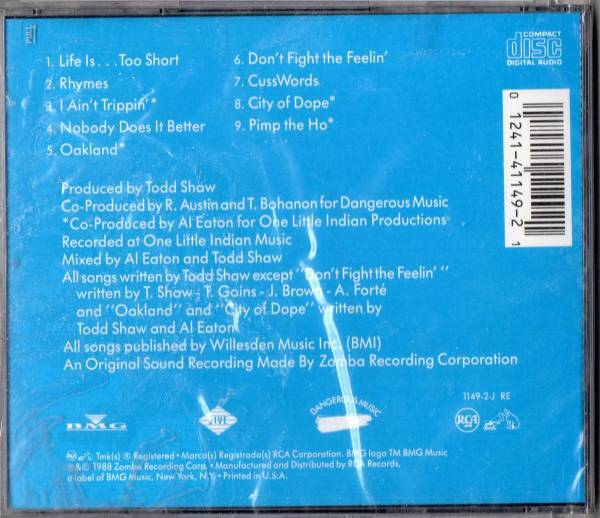 PULL
1. Life Is...Too Short
2. Rhymes
3. I Ain't Trippin'*
4. Nobody Does It Better
5. Oakland*
6. Don't Fight the Feelin'
7. CussWords
8. City of Dope*
9. Pimp the Ho*
COMPACT
disc
DIGITAL AUDIO
0 1241-41149-2 1
Produced by Todd Shaw
Co-Produced by R. Austin and T. Bohanon for Dangerous Music
*Co-Produced by Al Eaton for One Little Indian Productions
Recorded at One Little Indian Music
Mixed by Al Eaton and Todd Shaw
All songs written by Todd Shaw except "Don't Fight the Feelin' "
written by T. Shaw - T. Goins - J. Brown - A. Forté
and "Oakland" and "City of Dope" written by
Todd Shaw and Al Eaton
All songs published by Willesden Music Inc. (BMI)
An Original Sound Recording Made By Zomba Recording Corporation
1149-2-J RE
BMG
JIVE
DANGEROUS MUSIC
RCA
Tmk(s) ® Registered • Marca(s) Registrada(s) RCA Corporation. BMG logo TM BMG Music
℗&© 1988 Zomba Recording Corp. • Manufactured and Distributed by RCA Records,
a label of BMG Music, New York, N.Y. • Printed in U.S.A.